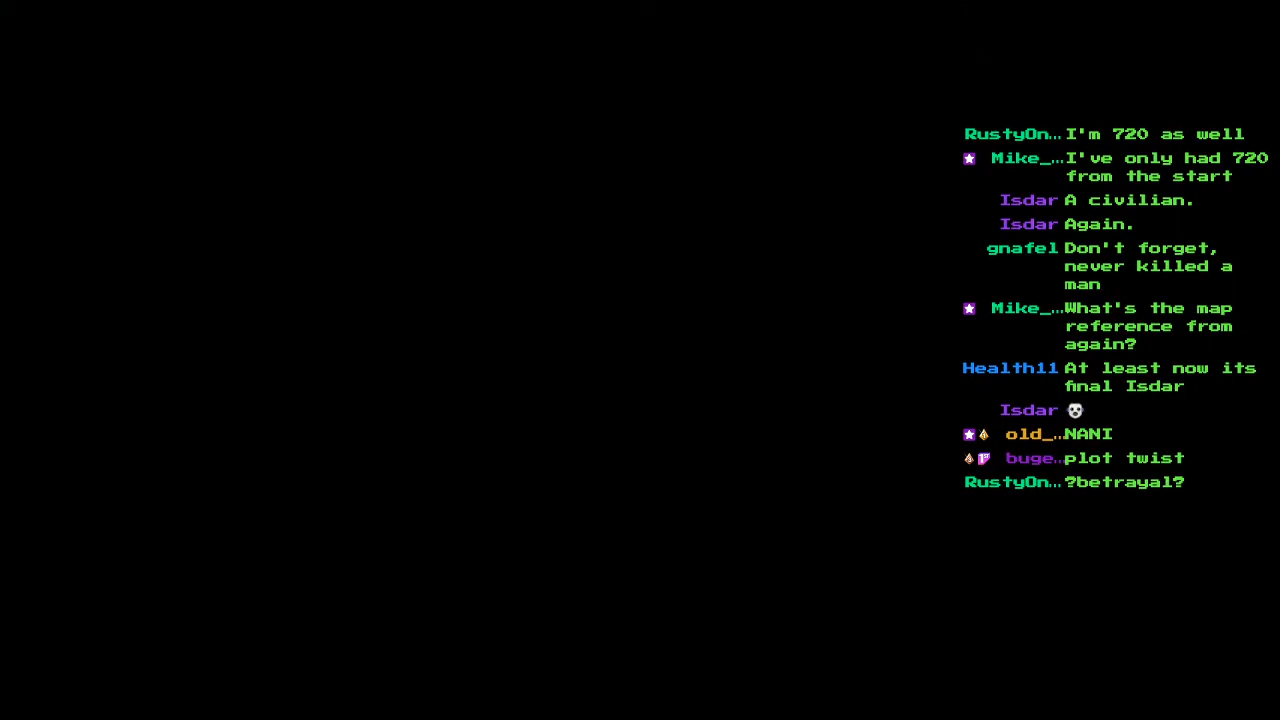 RustyOn… I'm 720 as well
Mike_… I've only had 720
from the start
Isdar A civilian.
Isdar Again.
gnafel Don't forget,
never killed a
man
Mike_… What's the map
reference from
again?
Health11 At least now its
final Isdar
Isdar 💀
old_… NANI
1st buge… plot twist
RustyOn… ?betrayal?